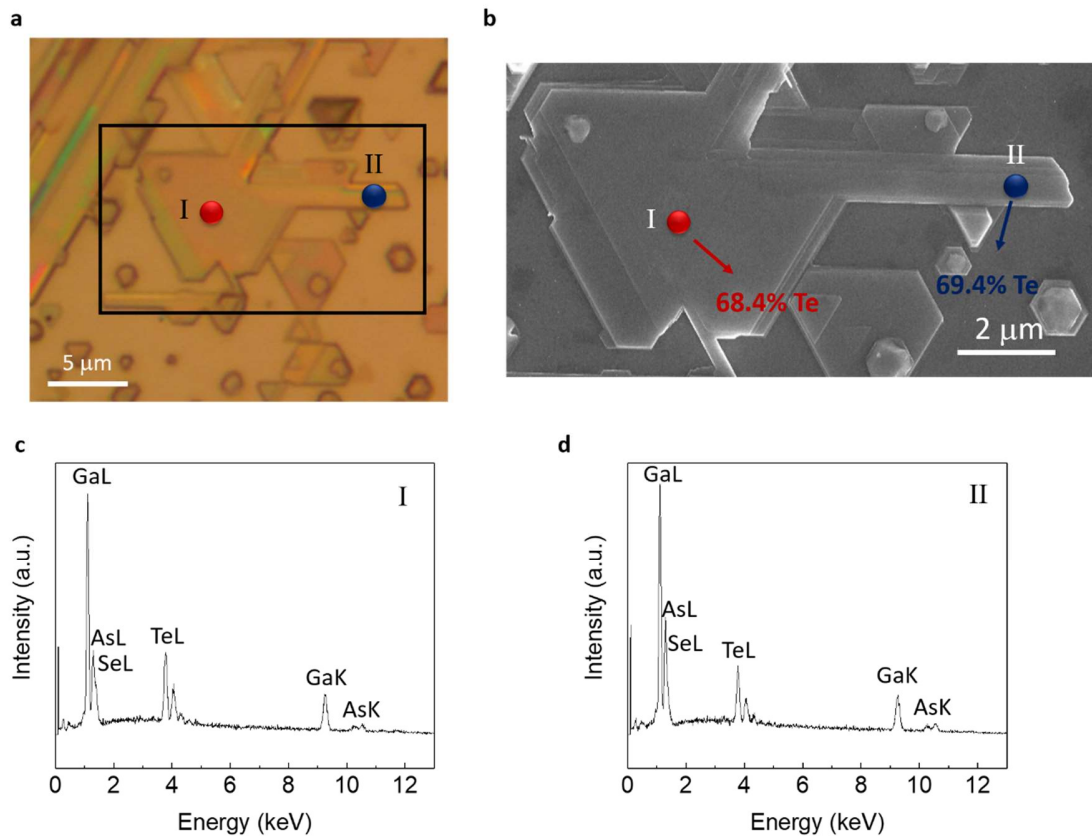 a
II
I
5 μm
b
II
I
68.4% Te
69.4% Te
2 μm
c
GaL
I
AsL
SeL
TeL
GaK
AsK
Intensity (a.u.)
0 2 4 6 8 10 12
Energy (keV)
d
GaL
II
AsL
SeL
TeL
GaK
AsK
Intensity (a.u.)
0 2 4 6 8 10 12
Energy (keV)